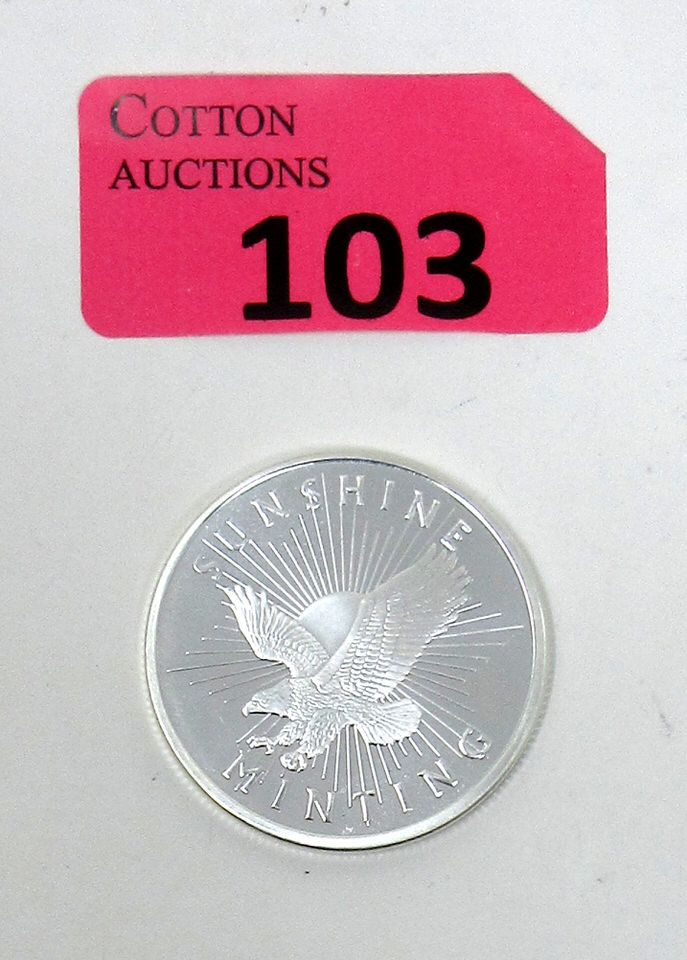 COTTON
AUCTIONS
103
SUNSHINE
MINTING